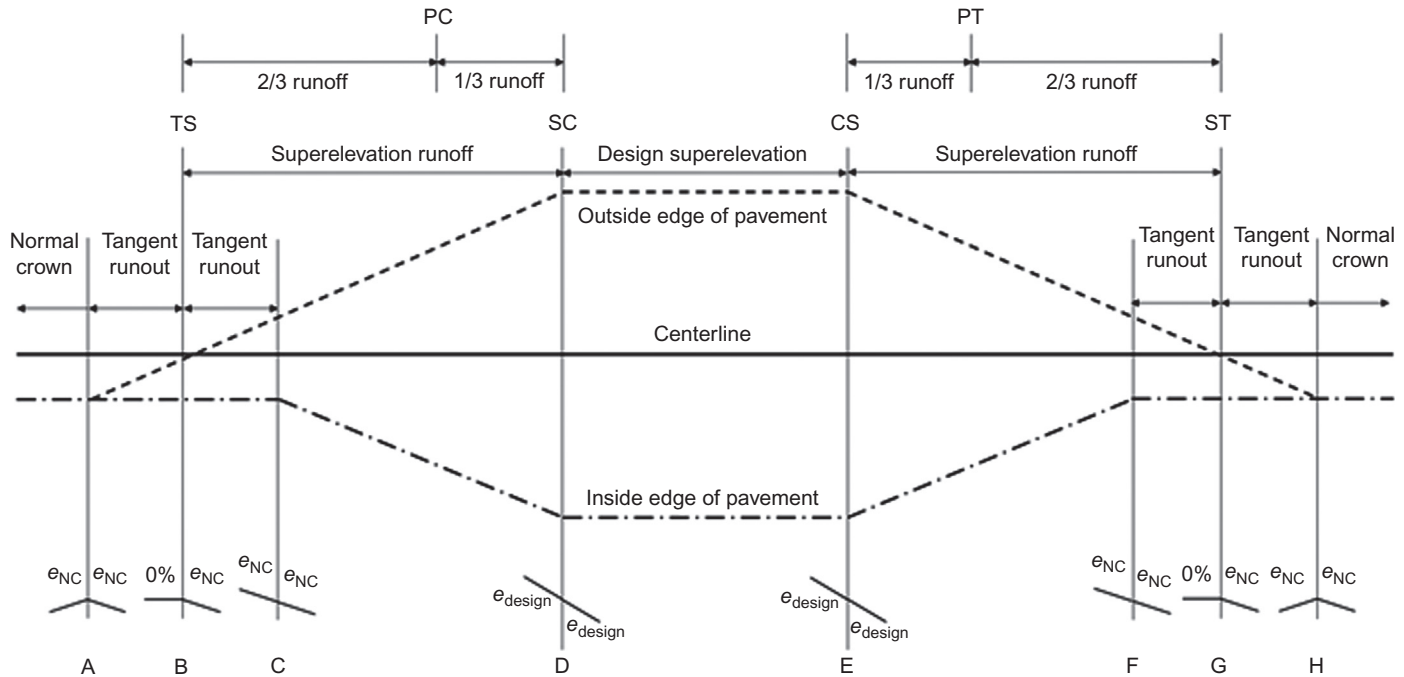 PC PT
2/3 runoff 1/3 runoff 1/3 runoff 2/3 runoff
TS SC CS ST
Superelevation runoff Design superelevation Superelevation runoff
Outside edge of pavement
Normal crown
Tangent runout
Tangent runout
Tangent runout
Tangent runout
Normal crown
Centerline
Inside edge of pavement
eNC eNC 0% eNC eNC eNC edesign edesign edesign edesign eNC eNC 0% eNC eNC eNC
A B C D E F G H